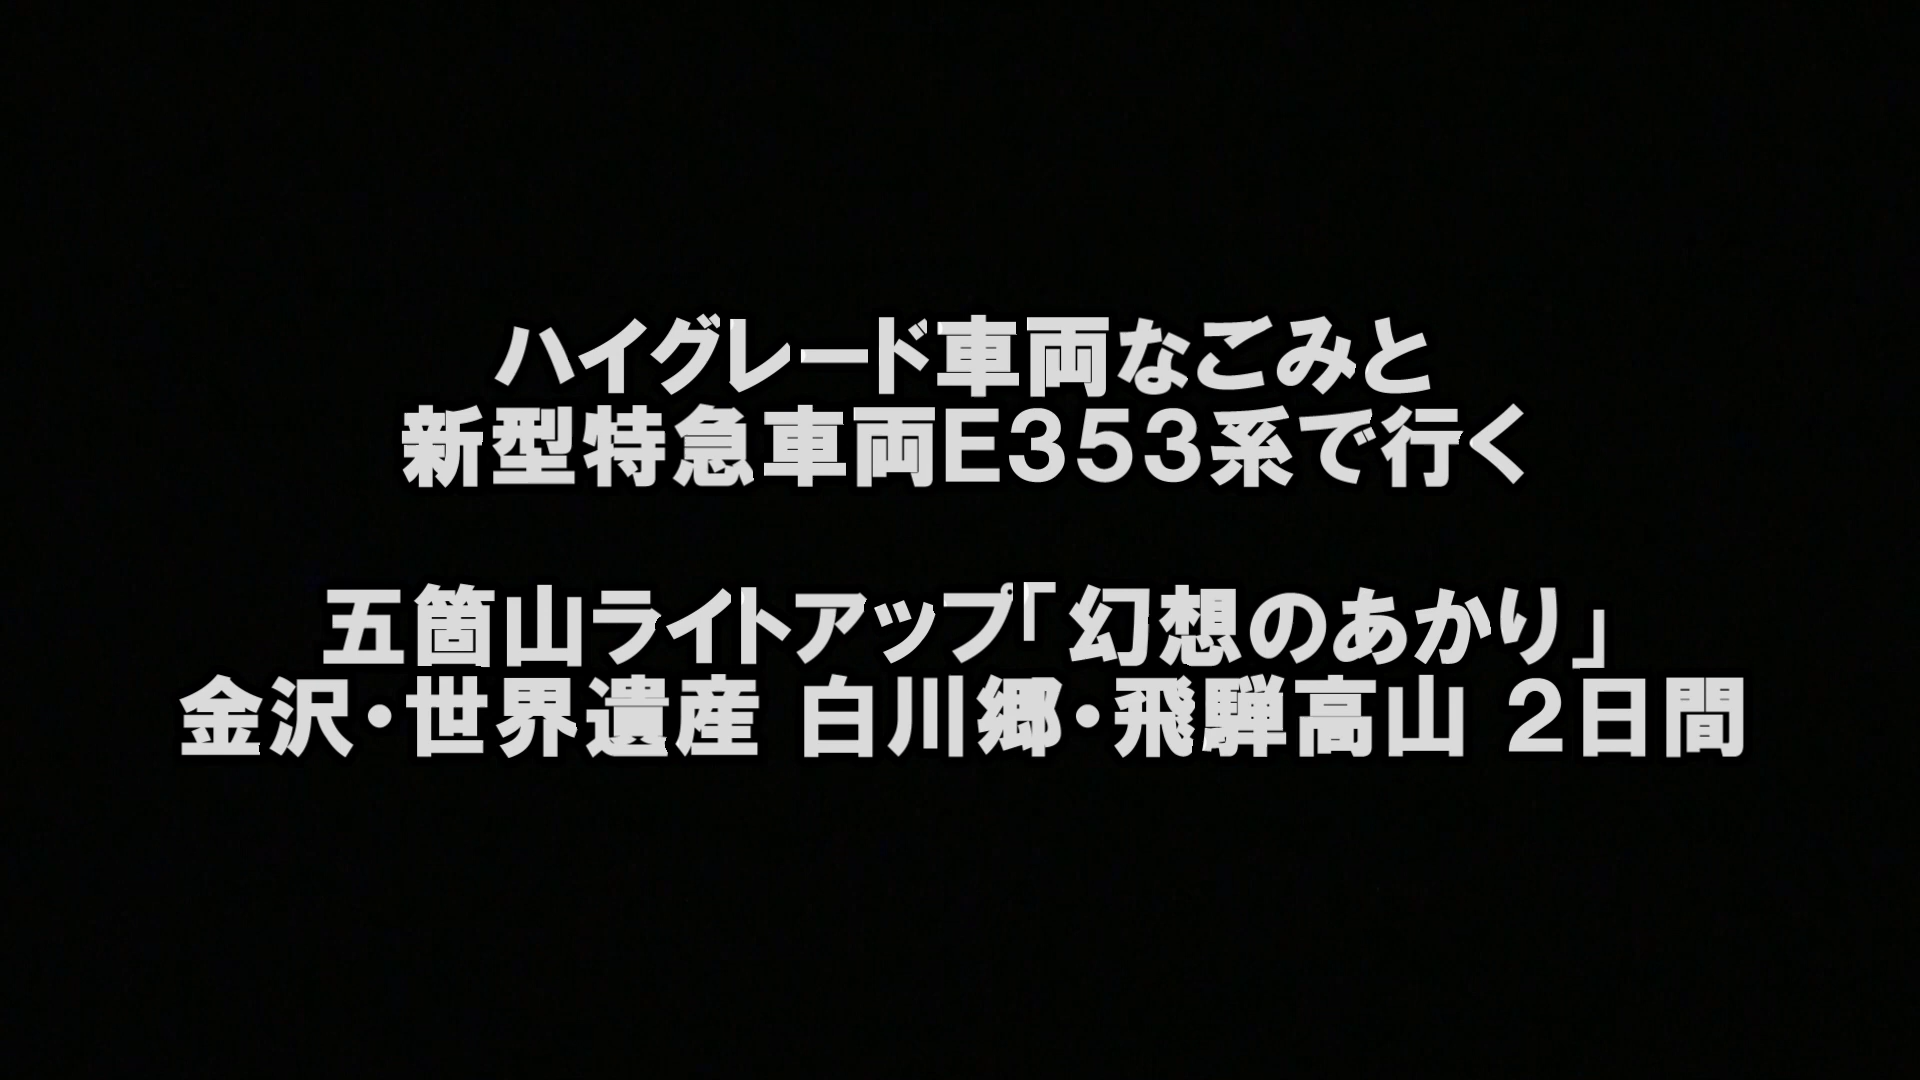 ハイグレード車両なごみと
新型特急車両E353系で行く
五箇山ライトアップ「幻想のあかり」
金沢・世界遺産 白川郷・飛騨高山 2日間